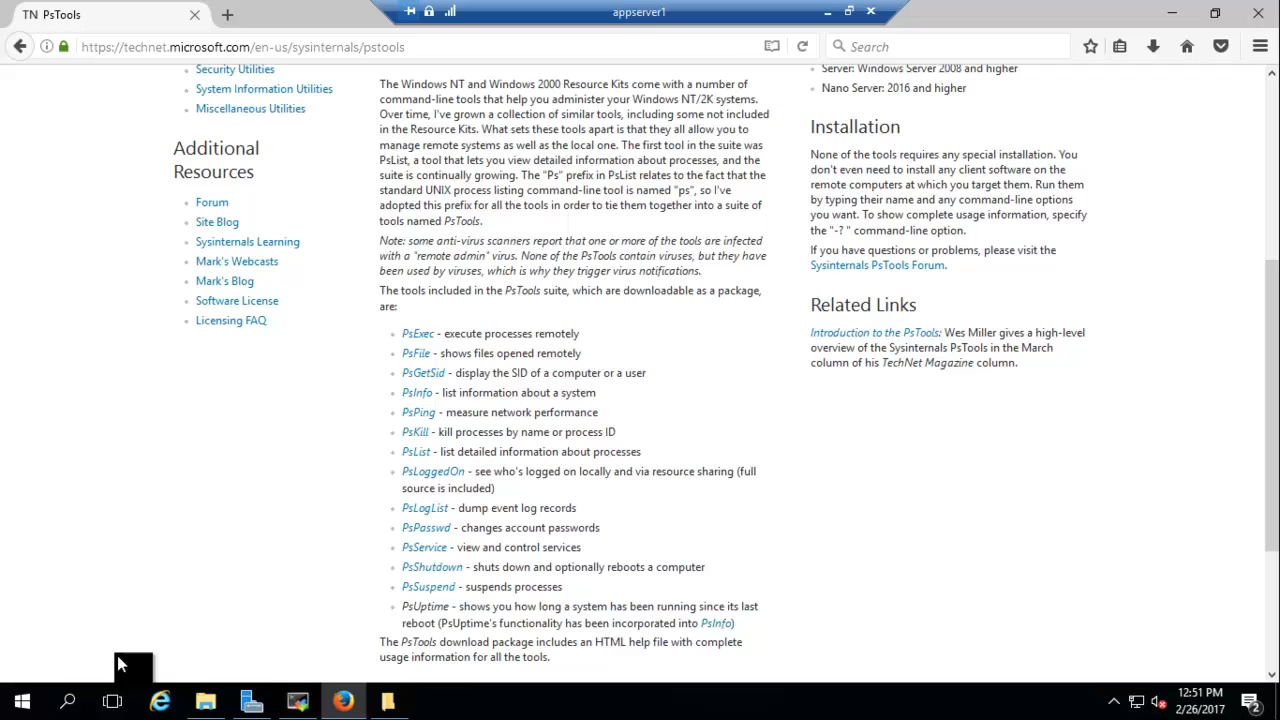 TN PsTools
appserver1
https://technet.microsoft.com/en-us/sysinternals/pstools
Search
Security Utilities
System Information Utilities
Miscellaneous Utilities
Additional
Resources
Forum
Site Blog
Sysinternals Learning
Mark's Webcasts
Mark's Blog
Software License
Licensing FAQ
The Windows NT and Windows 2000 Resource Kits come with a number of
command-line tools that help you administer your Windows NT/2K systems.
Over time, I've grown a collection of similar tools, including some not included
in the Resource Kits. What sets these tools apart is that they all allow you to
manage remote systems as well as the local one. The first tool in the suite was
PsList, a tool that lets you view detailed information about processes, and the
suite is continually growing. The "Ps" prefix in PsList relates to the fact that the
standard UNIX process listing command-line tool is named "ps", so I've
adopted this prefix for all the tools in order to tie them together into a suite of
tools named PsTools.
Note: some anti-virus scanners report that one or more of the tools are infected
with a "remote admin" virus. None of the PsTools contain viruses, but they have
been used by viruses, which is why they trigger virus notifications.
The tools included in the PsTools suite, which are downloadable as a package,
are:
PsExec - execute processes remotely
PsFile - shows files opened remotely
PsGetSid - display the SID of a computer or a user
PsInfo - list information about a system
PsPing - measure network performance
PsKill - kill processes by name or process ID
PsList - list detailed information about processes
PsLoggedOn - see who's logged on locally and via resource sharing (full
source is included)
PsLogList - dump event log records
PsPasswd - changes account passwords
PsService - view and control services
PsShutdown - shuts down and optionally reboots a computer
PsSuspend - suspends processes
PsUptime - shows you how long a system has been running since its last
reboot (PsUptime's functionality has been incorporated into PsInfo)
The PsTools download package includes an HTML help file with complete
usage information for all the tools.
Server: Windows Server 2008 and higher
Nano Server: 2016 and higher
Installation
None of the tools requires any special installation. You
don't even need to install any client software on the
remote computers at which you target them. Run them
by typing their name and any command-line options
you want. To show complete usage information, specify
the "-? " command-line option.
If you have questions or problems, please visit the
Sysinternals PsTools Forum.
Related Links
Introduction to the PsTools: Wes Miller gives a high-level
overview of the Sysinternals PsTools in the March
column of his TechNet Magazine column.
12:51 PM
2/26/2017
2